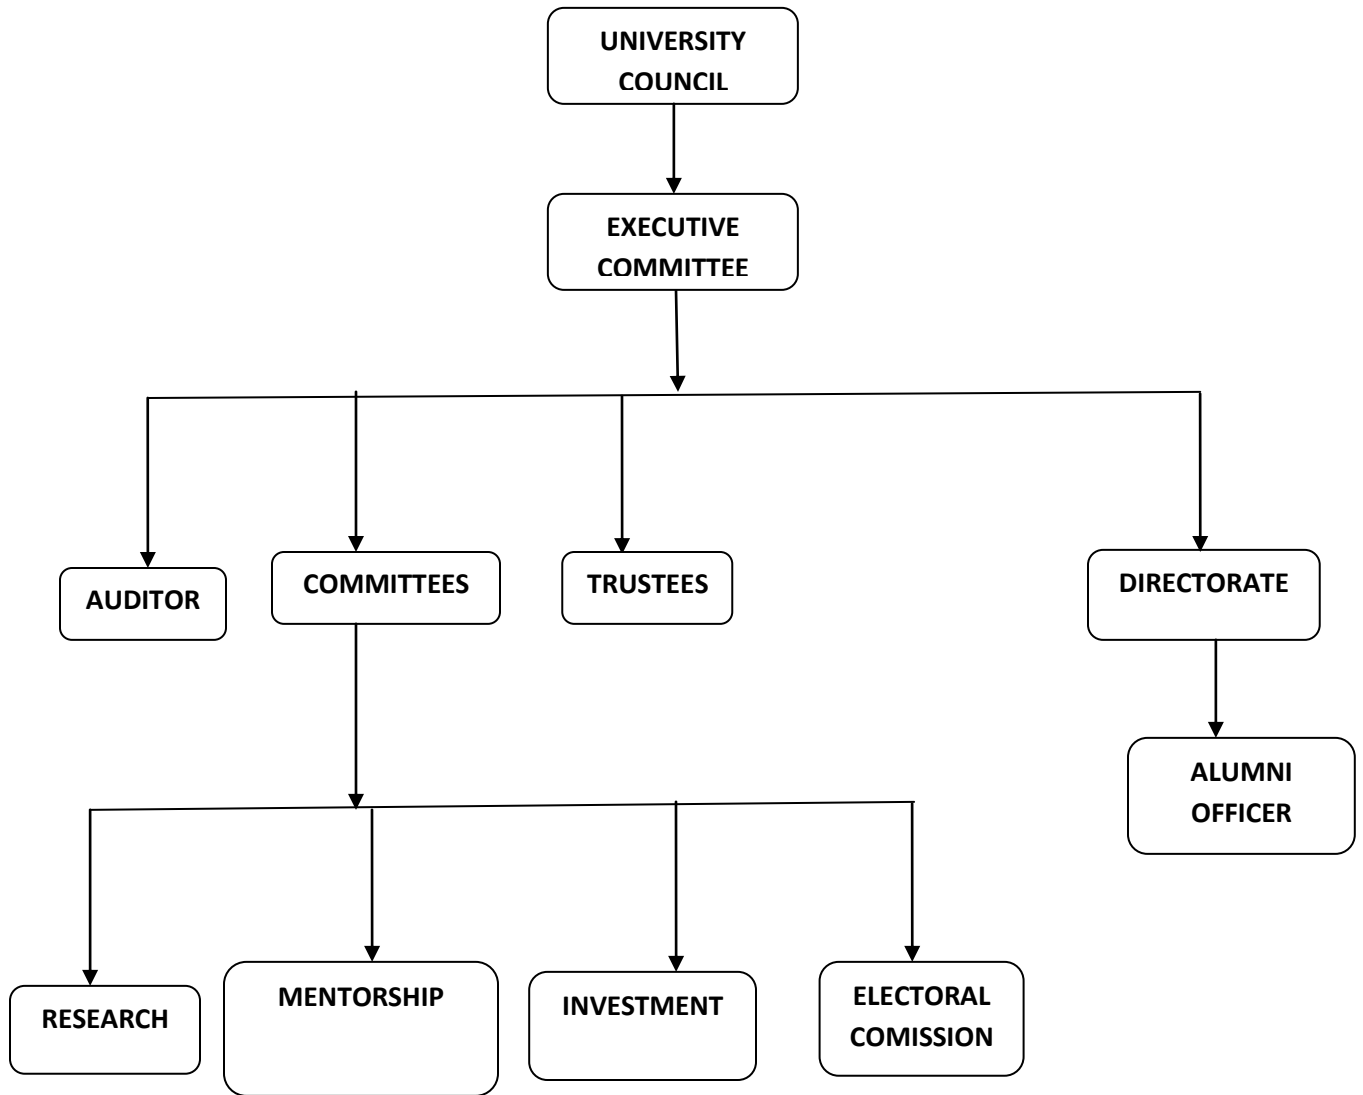 UNIVERSITY
COUNCIL
EXECUTIVE
COMMITTEE
AUDITOR
COMMITTEES
TRUSTEES
DIRECTORATE
ALUMNI
OFFICER
RESEARCH
MENTORSHIP
INVESTMENT
ELECTORAL
COMISSION